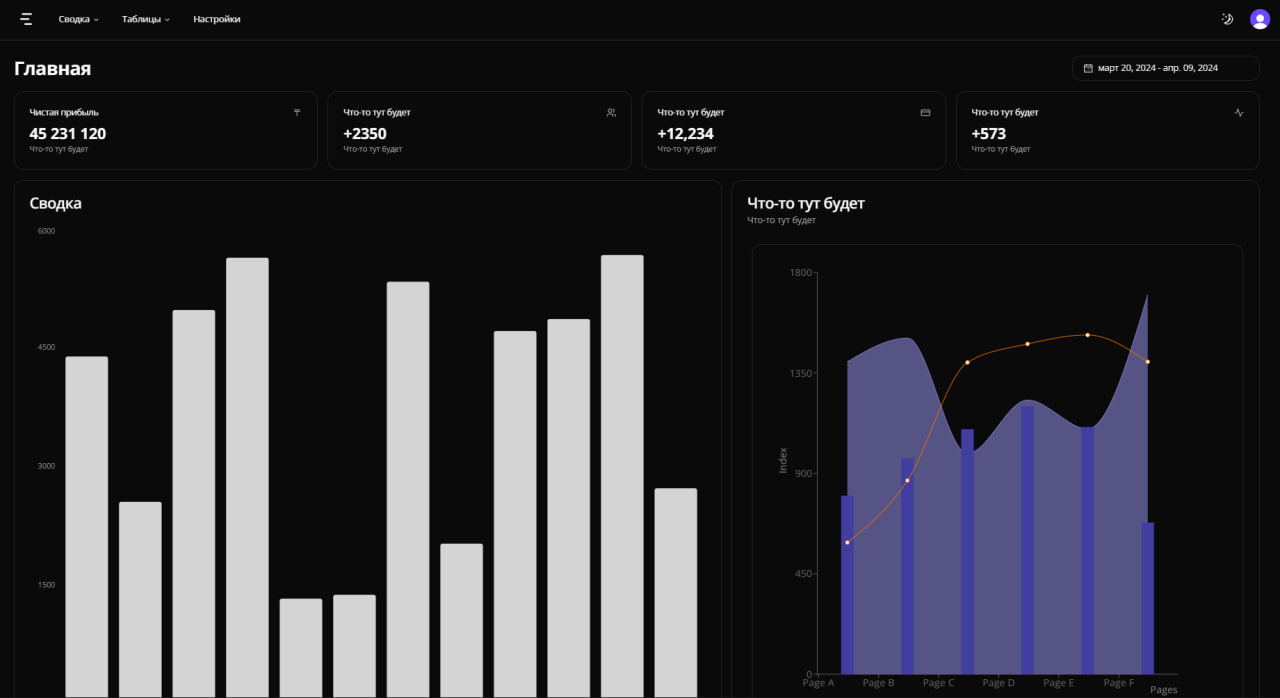 Сводка Таблицы Настройки
Главная
март 20, 2024 - апр. 09, 2024
Чистая прибыль
45 231 120
Что-то тут будет
Что-то тут будет
+2350
Что-то тут будет
Что-то тут будет
+12,234
Что-то тут будет
Что-то тут будет
+573
Что-то тут будет
Сводка
6000
4500
3000
1500
Что-то тут будет
Что-то тут будет
1800
1350
900
450
0
Index
Page A Page B Page C Page D Page E Page F
Pages